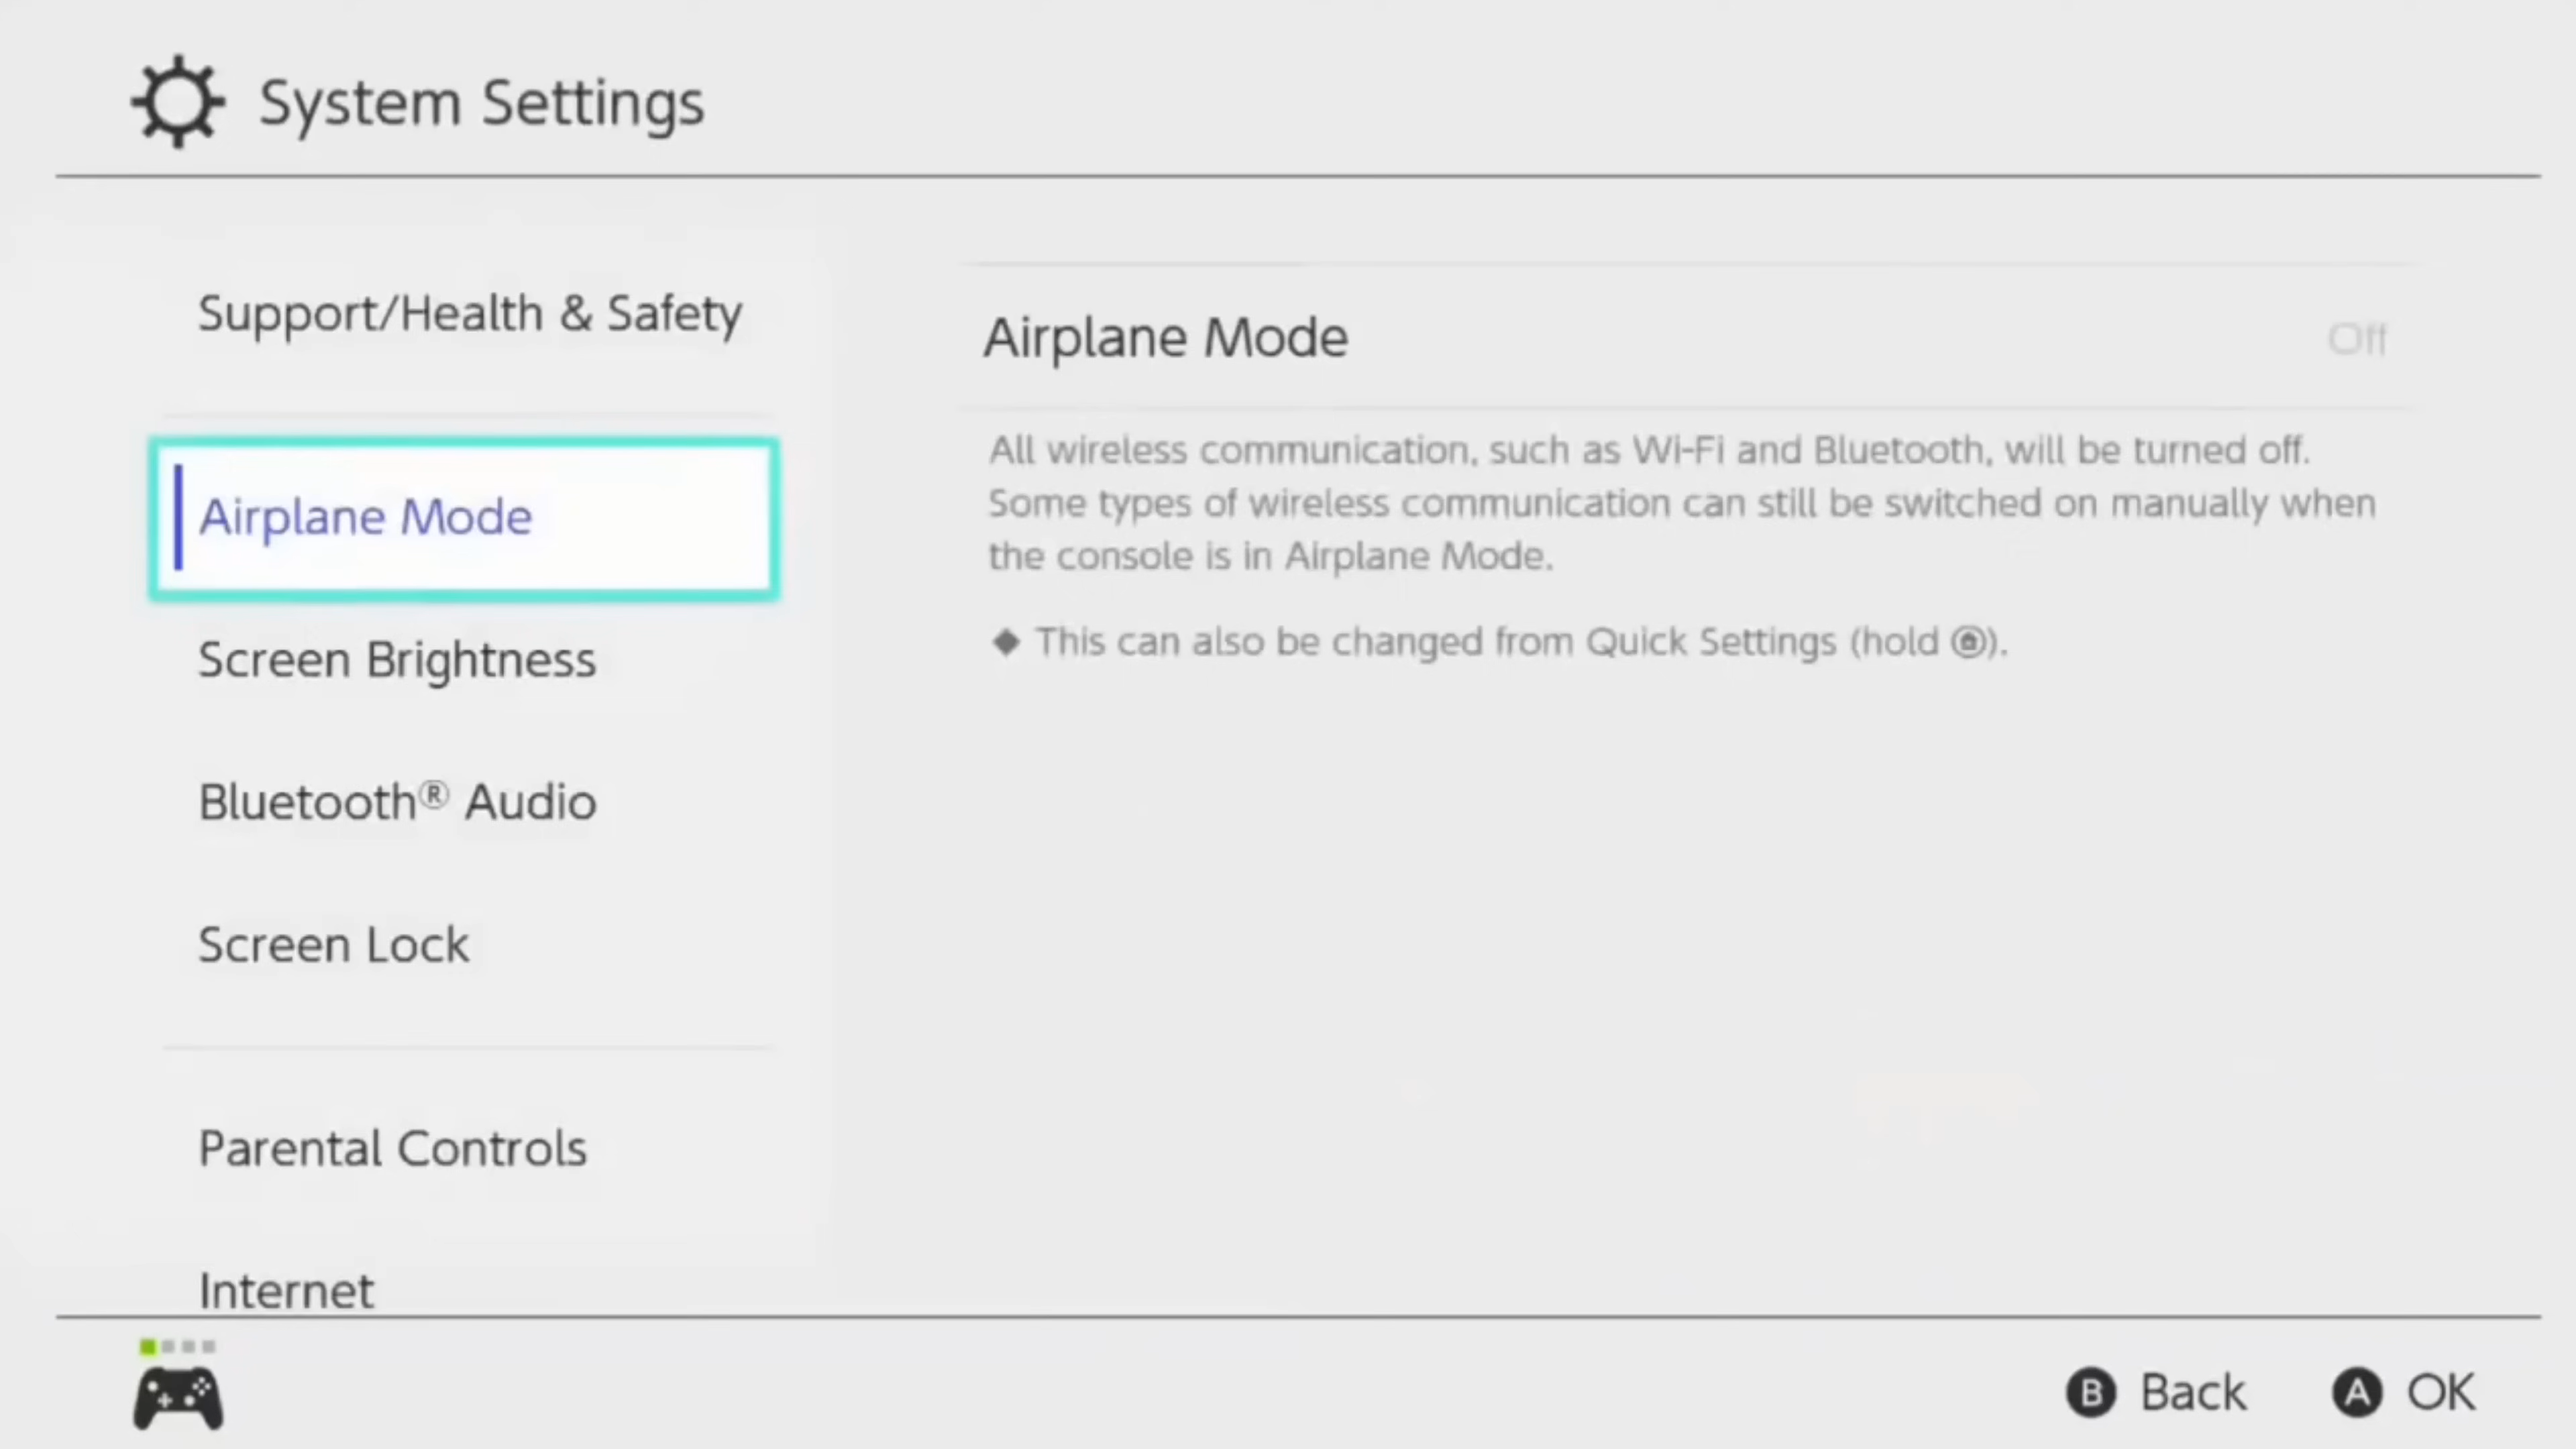 System Settings
Support/Health & Safety
Airplane Mode
Screen Brightness
Bluetooth® Audio
Screen Lock
Parental Controls
Internet
Airplane Mode
Off
All wireless communication, such as Wi-Fi and Bluetooth, will be turned off.
Some types of wireless communication can still be switched on manually when
the console is in Airplane Mode.
◆ This can also be changed from Quick Settings (hold ).
B Back
A OK